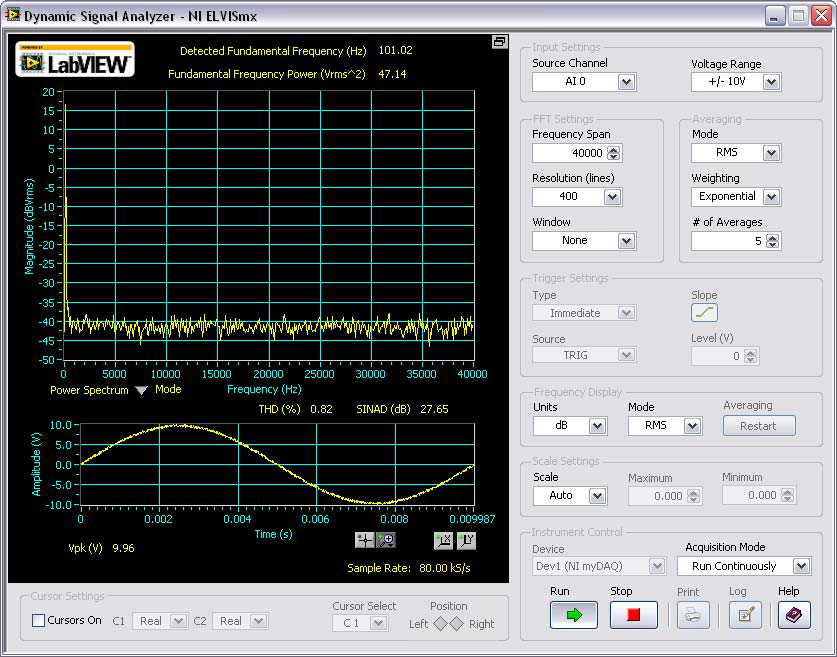 Dynamic Signal Analyzer - NI ELVISmx
POWERED BY
LabVIEW™
Detected Fundamental Frequency (Hz) 101.02
Fundamental Frequency Power (Vrms^2) 47.14
Magnitude (dBVrms)
20
15
10
5
0
-5
-10
-15
-20
-25
-30
-35
-40
-45
-50
0 5000 10000 15000 20000 25000 30000 35000 40000
Power Spectrum Mode Frequency (Hz)
THD (%) 0.82 SINAD (dB) 27.65
Amplitude (V)
10.0
5.0
0.0
-5.0
-10.0
0 0.002 0.004 0.006 0.008 0.009987
Time (s)
Vpk (V) 9.96
Sample Rate: 80.00 kS/s
Cursor Settings
Cursors On C1 Real C2 Real
Cursor Select
C 1
Position
Left Right
Input Settings
Source Channel
AI 0
Voltage Range
+/- 10V
FFT Settings
Frequency Span
40000
Resolution (lines)
400
Window
None
Averaging
Mode
RMS
Weighting
Exponential
# of Averages
5
Trigger Settings
Type
Immediate
Slope
Source
TRIG
Level (V)
0
Frequency Display
Units
dB
Mode
RMS
Averaging
Restart
Scale Settings
Scale
Auto
Maximum
0.000
Minimum
0.000
Instrument Control
Device
Dev1 (NI myDAQ)
Acquisition Mode
Run Continuously
Run Stop Print Log Help